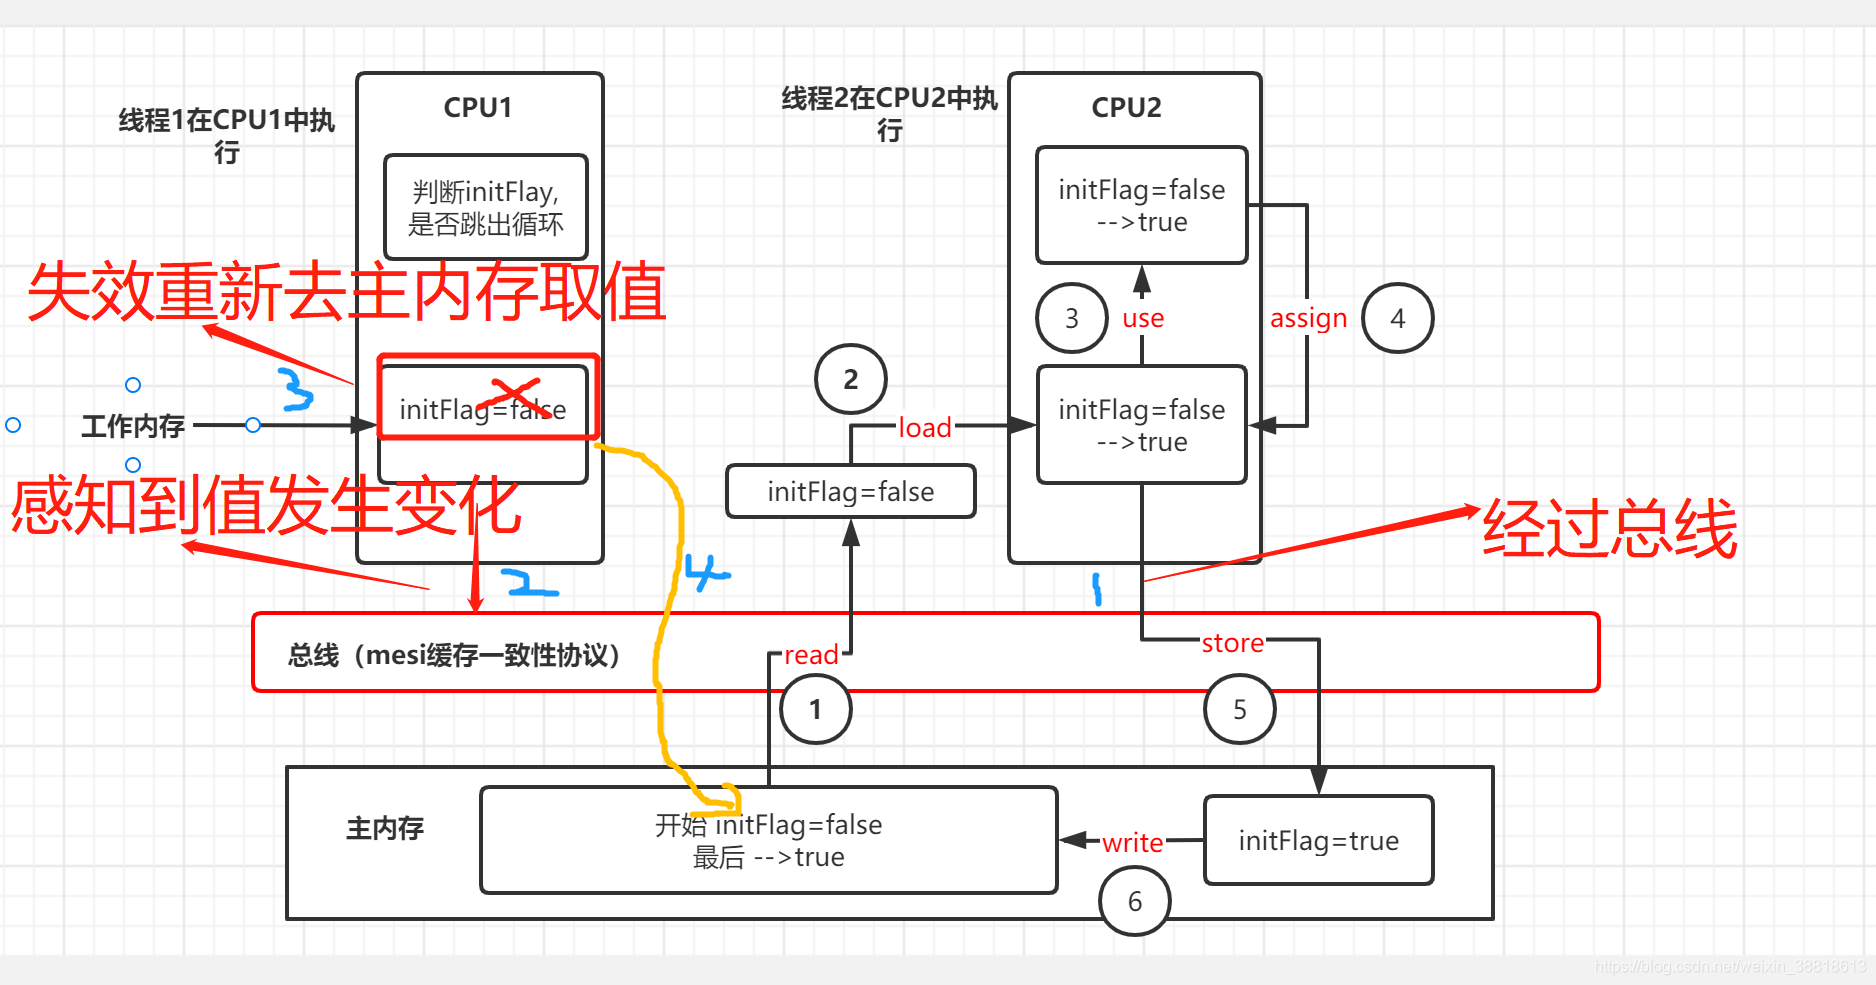 线程1在CPU1中执
行
CPU1
判断initFlay,
是否跳出循环
失效重新去主内存取值
3
工作内存
initFlag=false
感知到值发生变化
2
线程2在CPU2中执
行
CPU2
initFlag=false
-->true
3
use
assign
4
2
load
initFlag=false
-->true
initFlag=false
经过总线
4
1
总线（mesi缓存一致性协议）
read
1
store
5
主内存
开始 initFlag=false
最后 -->true
write
6
initFlag=true
https://blog.csdn.net/weixin_38818613